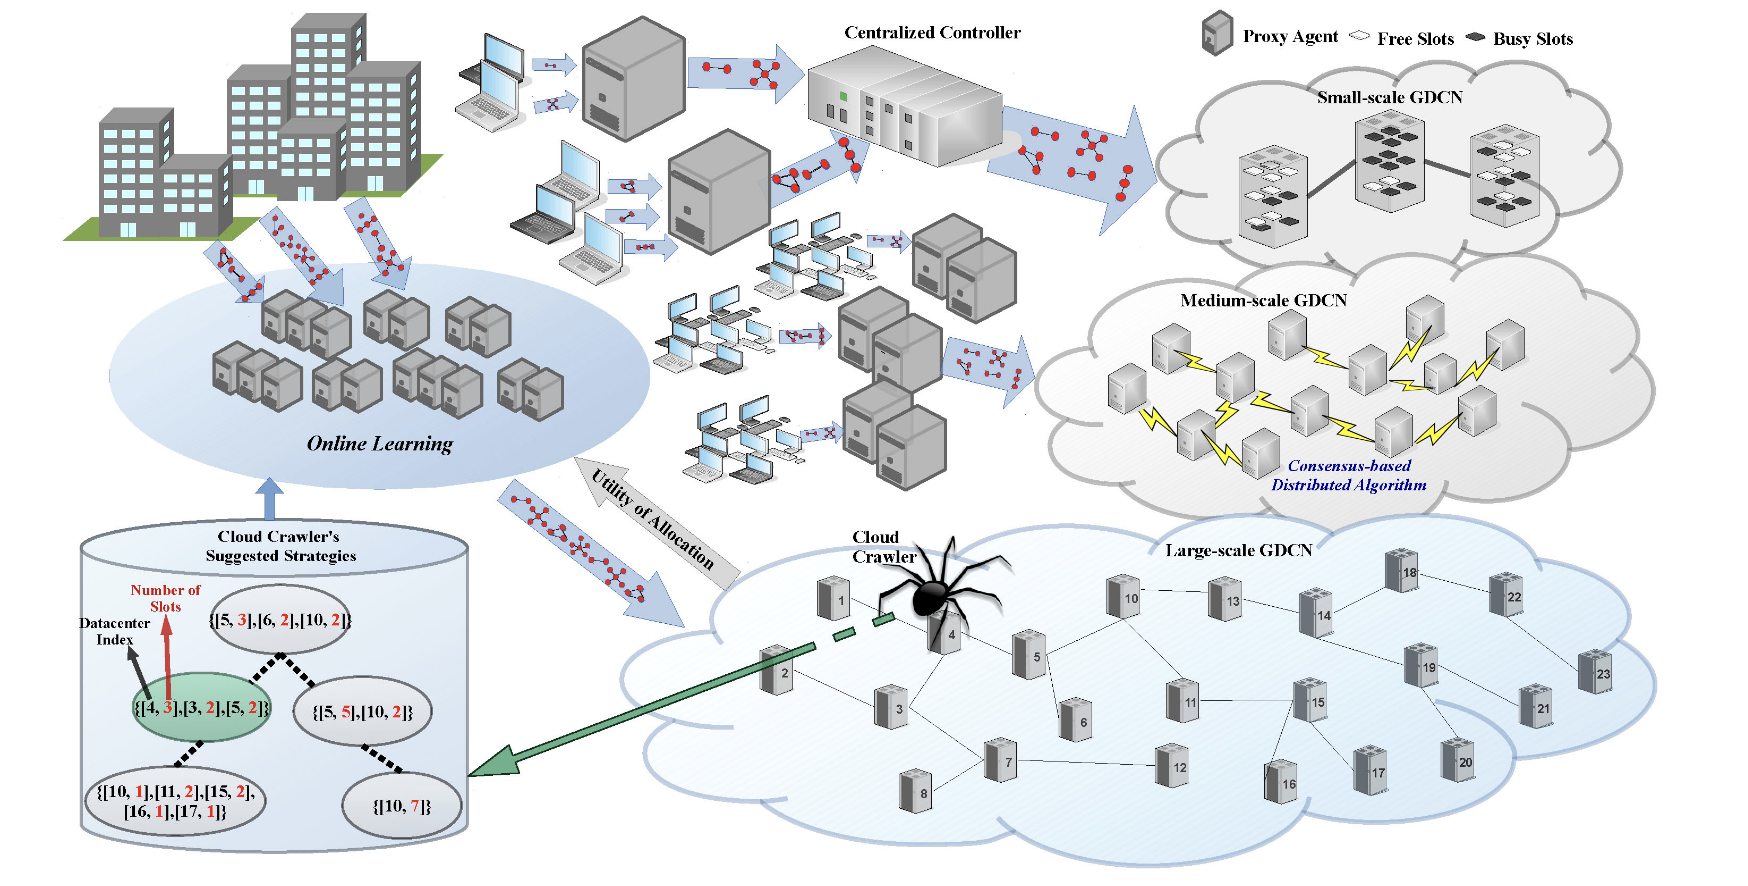 Centralized Controller
Proxy Agent
Free Slots
Busy Slots
Small-scale GDCN
Medium-scale GDCN
Consensus-based
Distributed Algorithm
Online Learning
Utility of Allocation
Cloud Crawler's
Suggested Strategies
Number of
Slots
Datacenter
Index
{[5, 3],[6, 2],[10, 2]}
{[4, 3],[3, 2],[5, 2]}
{[5, 5],[10, 2]}
{[10, 1],[11, 2],[15, 2],
[16, 1],[17, 1]}
{[10, 7]}
Cloud
Crawler
Large-scale GDCN
1
2
3
4
5
6
7
8
10
11
12
13
14
15
16
17
18
19
20
21
22
23